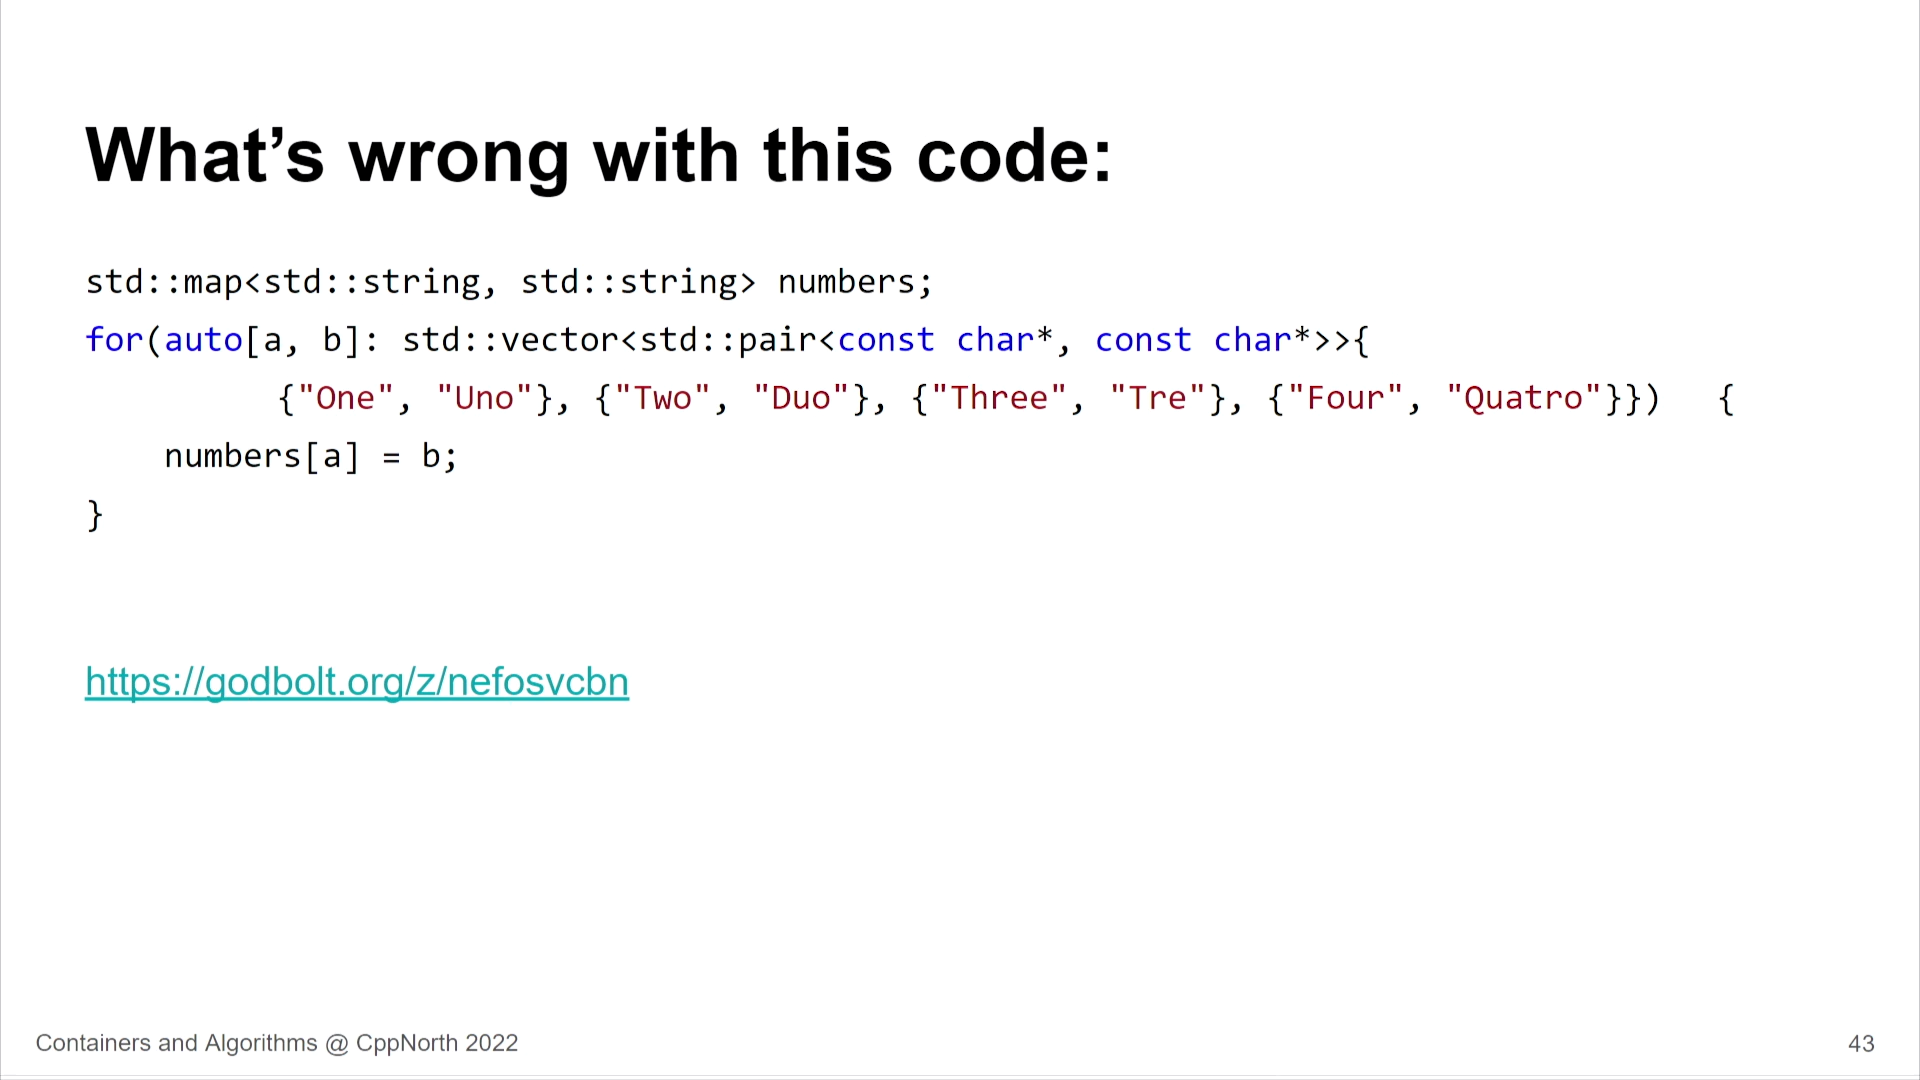 What’s wrong with this code:
std::map<std::string, std::string> numbers;
for(auto[a, b]: std::vector<std::pair<const char*, const char*>>{
{"One", "Uno"}, {"Two", "Duo"}, {"Three", "Tre"}, {"Four", "Quatro"}}) {
numbers[a] = b;
}
https://godbolt.org/z/nefosvcbn
Containers and Algorithms @ CppNorth 2022
43